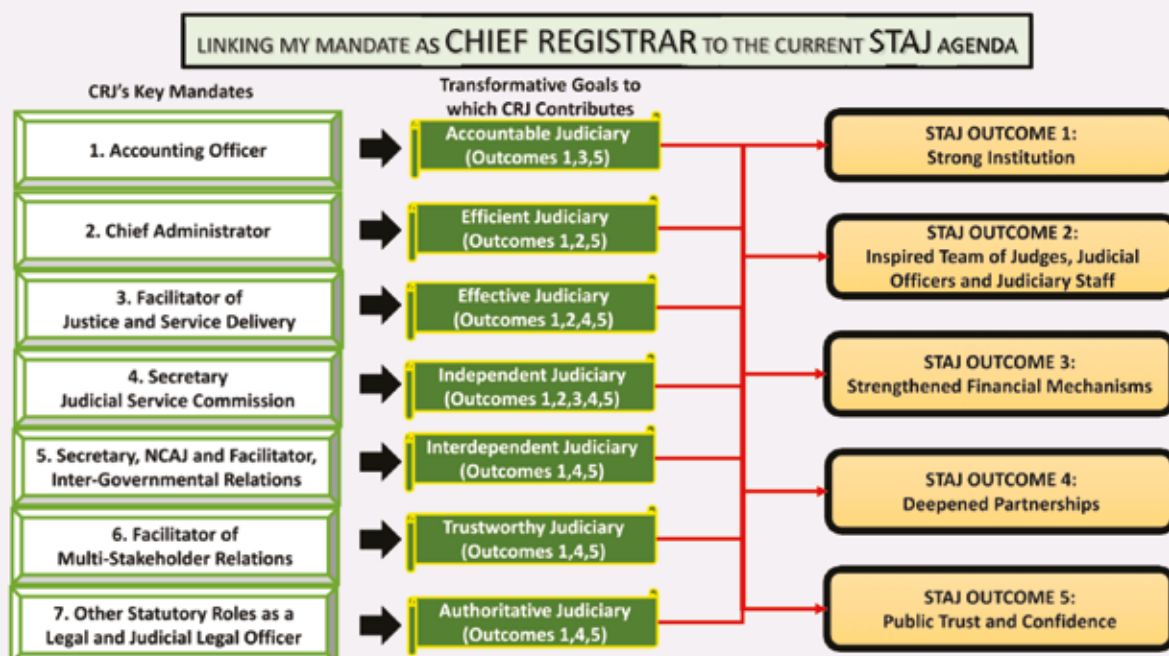 LINKING MY MANDATE AS CHIEF REGISTRAR TO THE CURRENT STAJ AGENDA
CRJ's Key Mandates
1. Accounting Officer
2. Chief Administrator
3. Facilitator of
Justice and Service Delivery
4. Secretary
Judicial Service Commission
5. Secretary, NCAJ and Facilitator,
Inter-Governmental Relations
6. Facilitator of
Multi-Stakeholder Relations
7. Other Statutory Roles as a
Legal and Judicial Legal Officer
Transformative Goals to
which CRJ Contributes
Accountable Judiciary
(Outcomes 1,3,5)
Efficient Judiciary
(Outcomes 1,2,5)
Effective Judiciary
(Outcomes 1,2,4,5)
Independent Judiciary
(Outcomes 1,2,3,4,5)
Interdependent Judiciary
(Outcomes 1,4,5)
Trustworthy Judiciary
(Outcomes 1,4,5)
Authoritative Judiciary
(Outcomes 1,4,5)
STAJ OUTCOME 1:
Strong Institution
STAJ OUTCOME 2:
Inspired Team of Judges, Judicial
Officers and Judiciary Staff
STAJ OUTCOME 3:
Strengthened Financial Mechanisms
STAJ OUTCOME 4:
Deepened Partnerships
STAJ OUTCOME 5:
Public Trust and Confidence